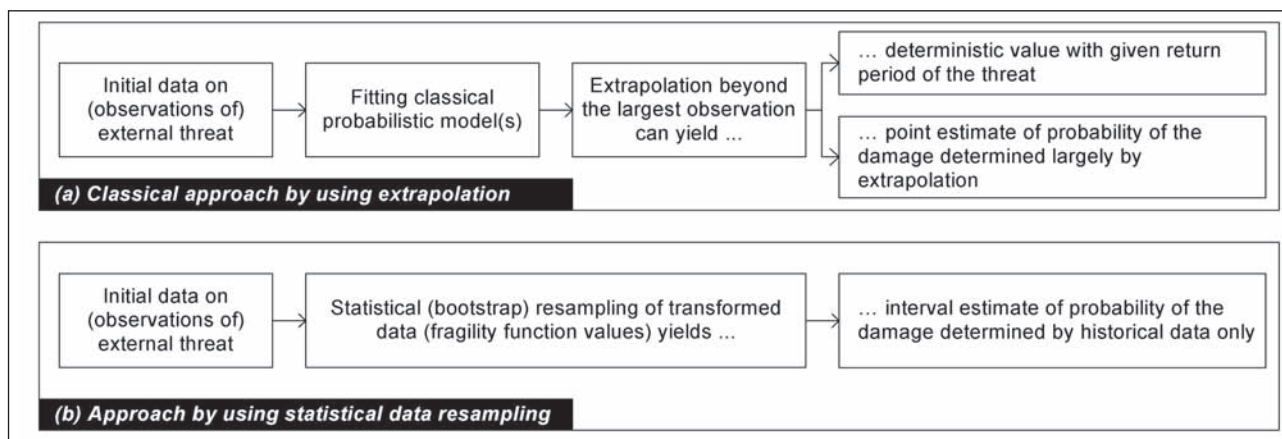 Initial data on
(observations of)
external threat
Fitting classical
probabilistic model(s)
Extrapolation beyond
the largest observation
can yield ...
... deterministic value with given return
period of the threat
... point estimate of probability of the
damage determined largely by
extrapolation
(a) Classical approach by using extrapolation
Initial data on
(observations of)
external threat
Statistical (bootstrap) resampling of transformed
data (fragility function values) yields ...
... interval estimate of probability of the
damage determined by historical data only
(b) Approach by using statistical data resampling